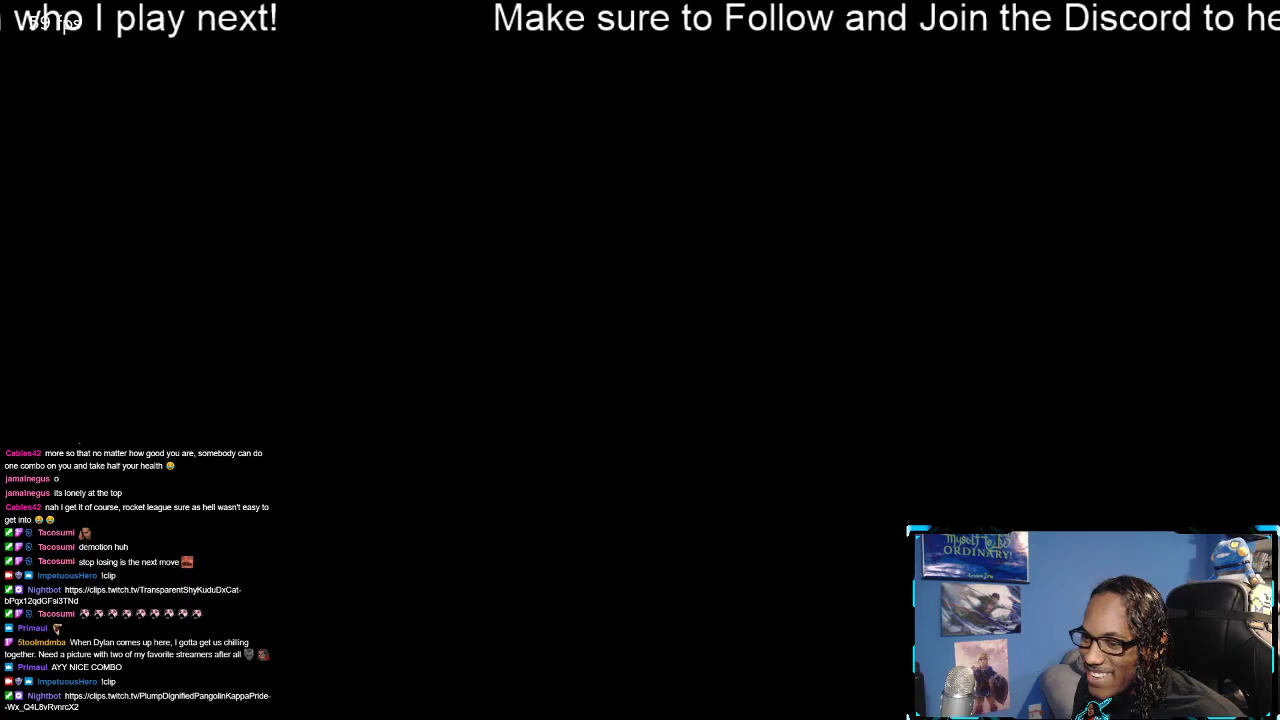 who I play next!
Make sure to Follow and Join the Discord to he
59 fps
Cables42 more so that no matter how good you are, somebody can do
one combo on you and take half your health
jamalnegus o
jamalnegus its lonely at the top
Cables42 nah i get it of course, rocket league sure as hell wasn't easy to
get into
Tacosumi
Tacosumi demotion huh
Tacosumi stop losing is the next move
ImpetuousHero !clip
Nightbot https://clips.twitch.tv/TransparentShyKuduDxCat-
bPqx12qdGFsi3TNd
Tacosumi
Primaul
5toolmdmba When Dylan comes up here, I gotta get us chilling
together. Need a picture with two of my favorite streamers after all
Primaul AYY NICE COMBO
ImpetuousHero !clip
Nightbot https://clips.twitch.tv/PlumpDignifiedPangolinKappaPride-
-Wx_Q4L8vRvnrcX2
Myself to be
ORDINARY!